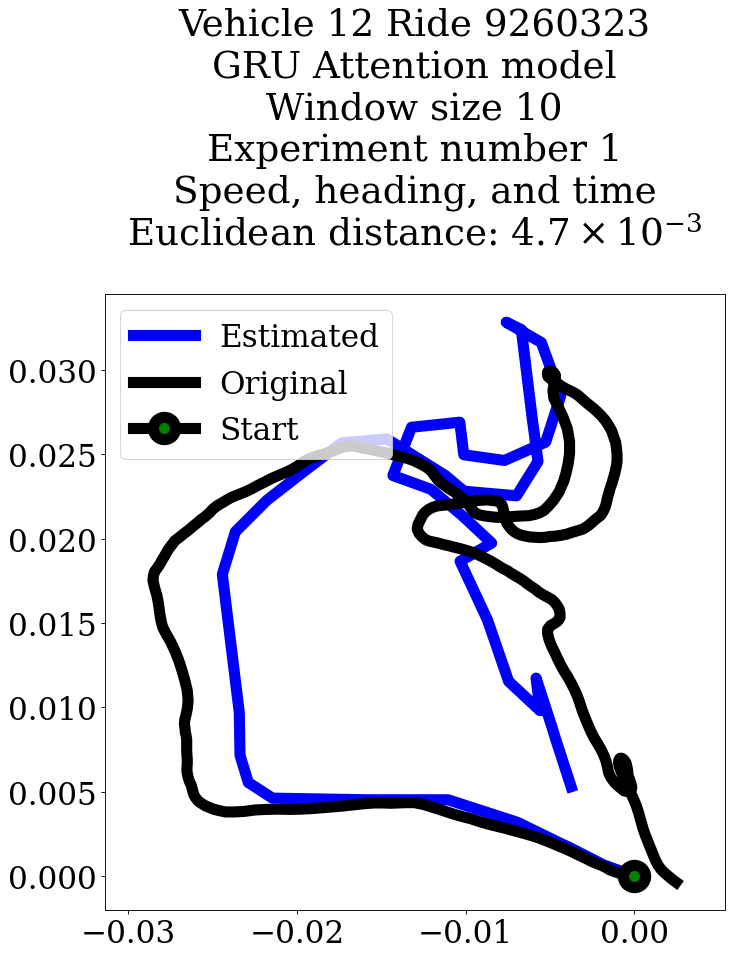 Vehicle 12 Ride 9260323
GRU Attention model
Window size 10
Experiment number 1
Speed, heading, and time
Euclidean distance: 4.7 × 10⁻³
Estimated
Original
Start
0.030
0.025
0.020
0.015
0.010
0.005
0.000
−0.03 −0.02 −0.01 0.00